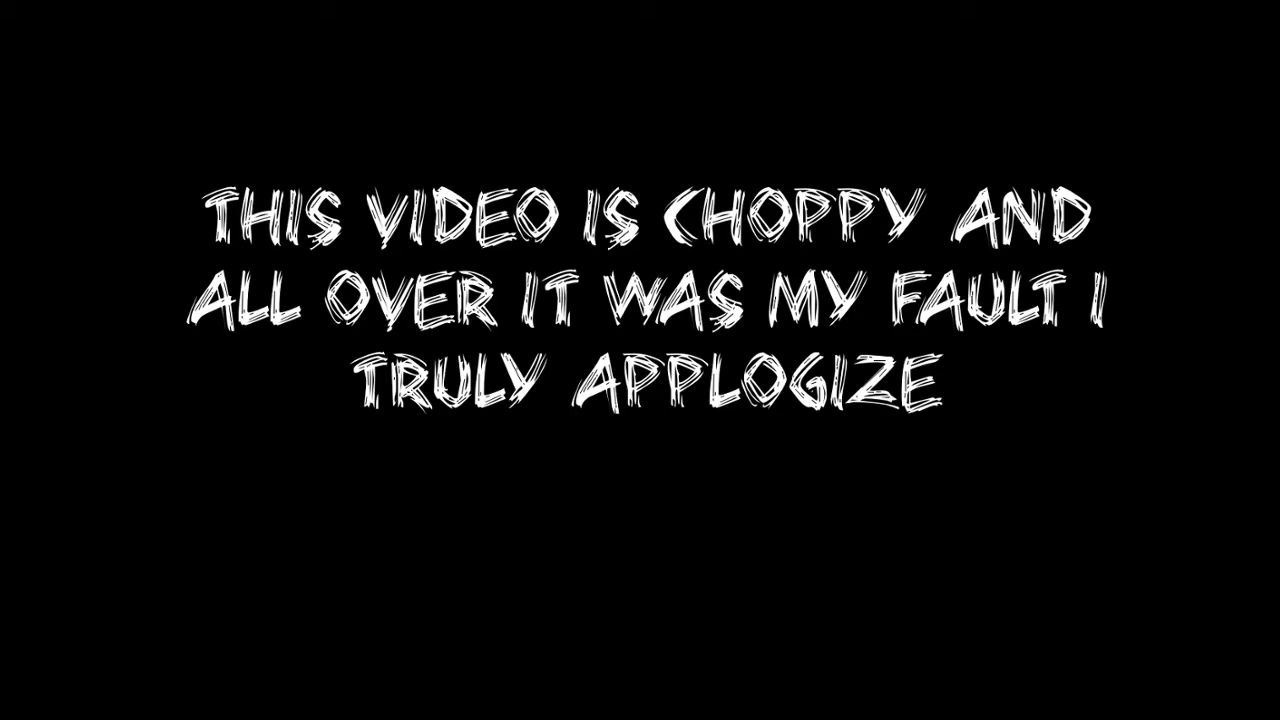 THIS VIDEO IS CHOPPY AND
ALL OVER IT WAS MY FAULT I
TRULY APPLOGIZE